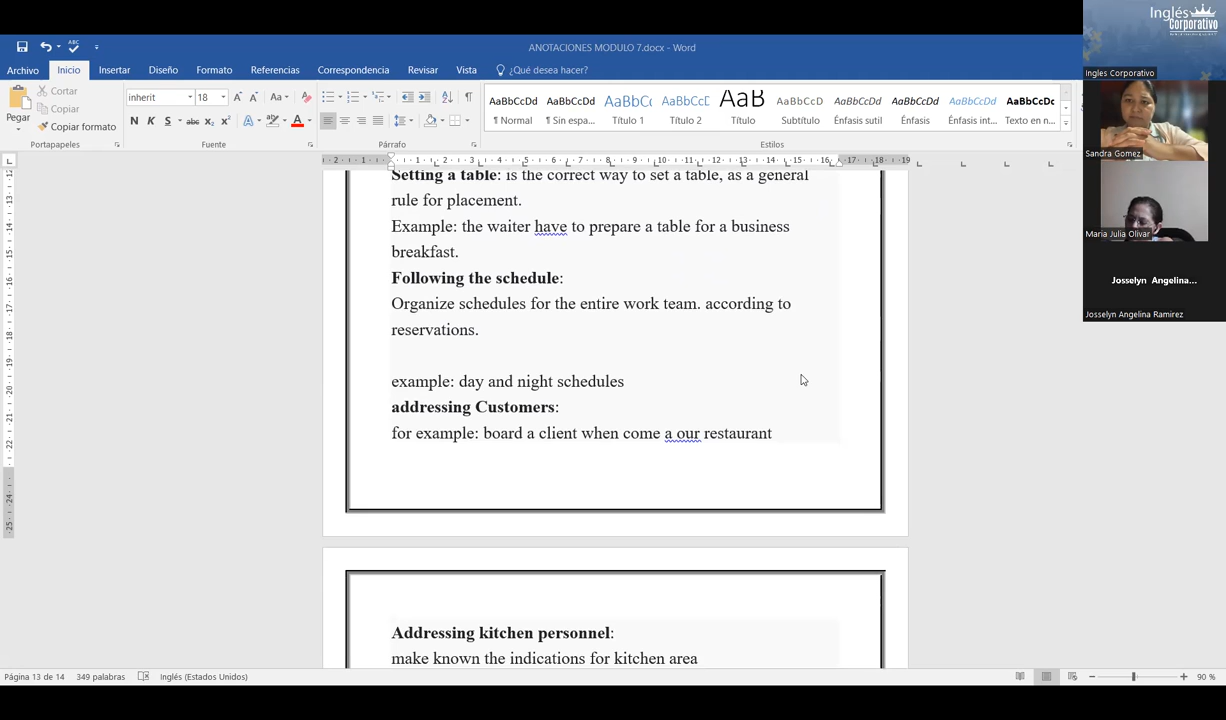 ANOTACIONES MODULO 7.docx - Word
Archivo Inicio Insertar Diseño Formato Referencias Correspondencia Revisar Vista ¿Qué desea hacer?
Pegar
Cortar
Copiar
Copiar formato
Portapapeles
inherit 18
N K S abc x₂ x²
Fuente
Párrafo
AaBbCcDd AaBbCcDd AaBbCc AaBbCcD AaB AaBbCcD AaBbCcDd AaBbCcDd AaBbCcDd AaBbCcDc
¶ Normal ¶ Sin espa... Título 1 Título 2 Título Subtítulo Énfasis sutil Énfasis Énfasis int... Texto en n...
Estilos
Setting a table: is the correct way to set a table, as a general
rule for placement.
Example: the waiter have to prepare a table for a business
breakfast.
Following the schedule:
Organize schedules for the entire work team. according to
reservations.
example: day and night schedules
addressing Customers:
for example: board a client when come a our restaurant
Addressing kitchen personnel:
make known the indications for kitchen area
Página 13 de 14 349 palabras Inglés (Estados Unidos) 90 %
Inglés
Corporativo
Ingles Corporativo
Sandra Gomez
Maria Julia Olivar
Josselyn Angelina...
Josselyn Angelina Ramirez